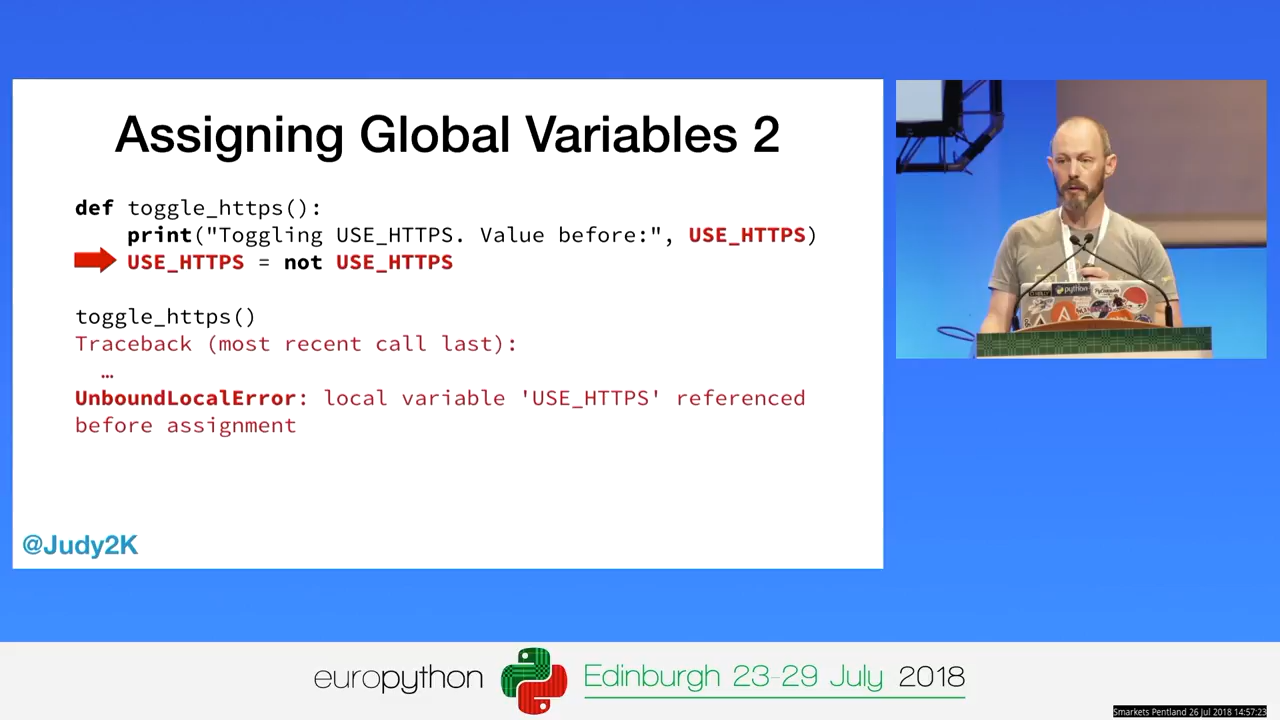 Assigning Global Variables 2
def toggle_https():
print("Toggling USE_HTTPS. Value before:", USE_HTTPS)
USE_HTTPS = not USE_HTTPS
toggle_https()
Traceback (most recent call last):
…
UnboundLocalError: local variable 'USE_HTTPS' referenced
before assignment
@Judy2K
python
europython
Edinburgh 23-29 July 2018
Smarkets Pentland 26 Jul 2018 14:57:23